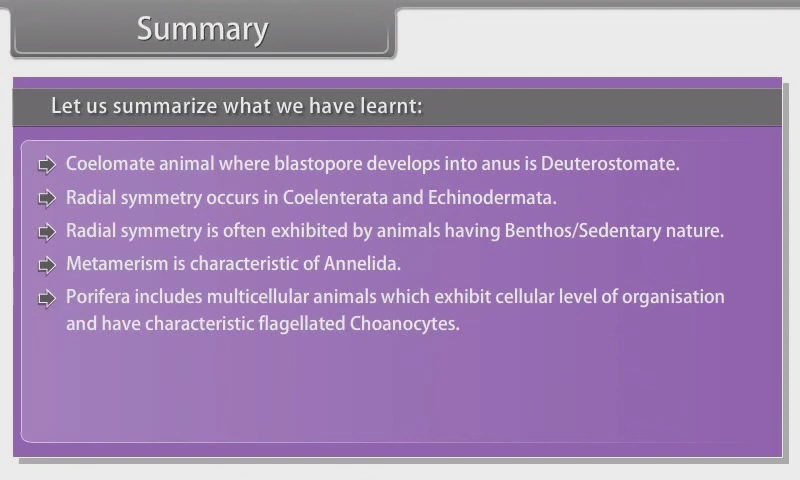 Summary
Let us summarize what we have learnt:
Coelomate animal where blastopore develops into anus is Deuterostomate.
Radial symmetry occurs in Coelenterata and Echinodermata.
Radial symmetry is often exhibited by animals having Benthos/Sedentary nature.
Metamerism is characteristic of Annelida.
Porifera includes multicellular animals which exhibit cellular level of organisation
and have characteristic flagellated Choanocytes.